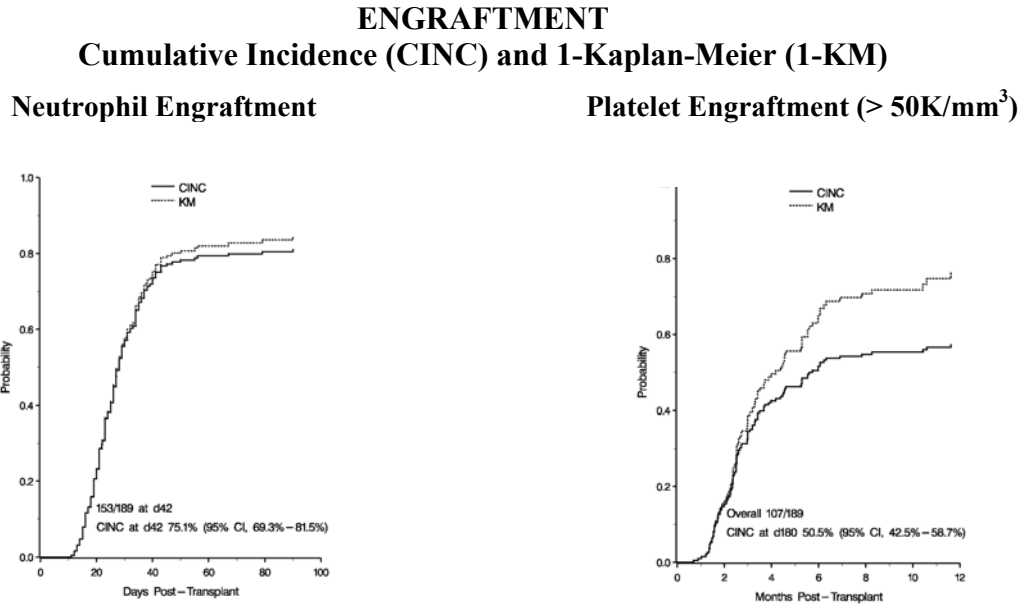 ENGRAFTMENT
Cumulative Incidence (CINC) and 1-Kaplan-Meier (1-KM)
Neutrophil Engraftment
Platelet Engraftment (> 50K/mm³)
1.0
CINC
KM
0.8
0.6
Probability
0.4
0.2
153/189 at d42
CINC at d42 75.1% (95% CI, 69.3%–81.5%)
0.0
0 20 40 60 80 100
Days Post–Transplant
CINC
KM
0.8
0.6
Probability
0.4
0.2
Overall 107/189
CINC at d180 50.5% (95% CI, 42.5%–58.7%)
0.0
0 2 4 6 8 10 12
Months Post–Transplant